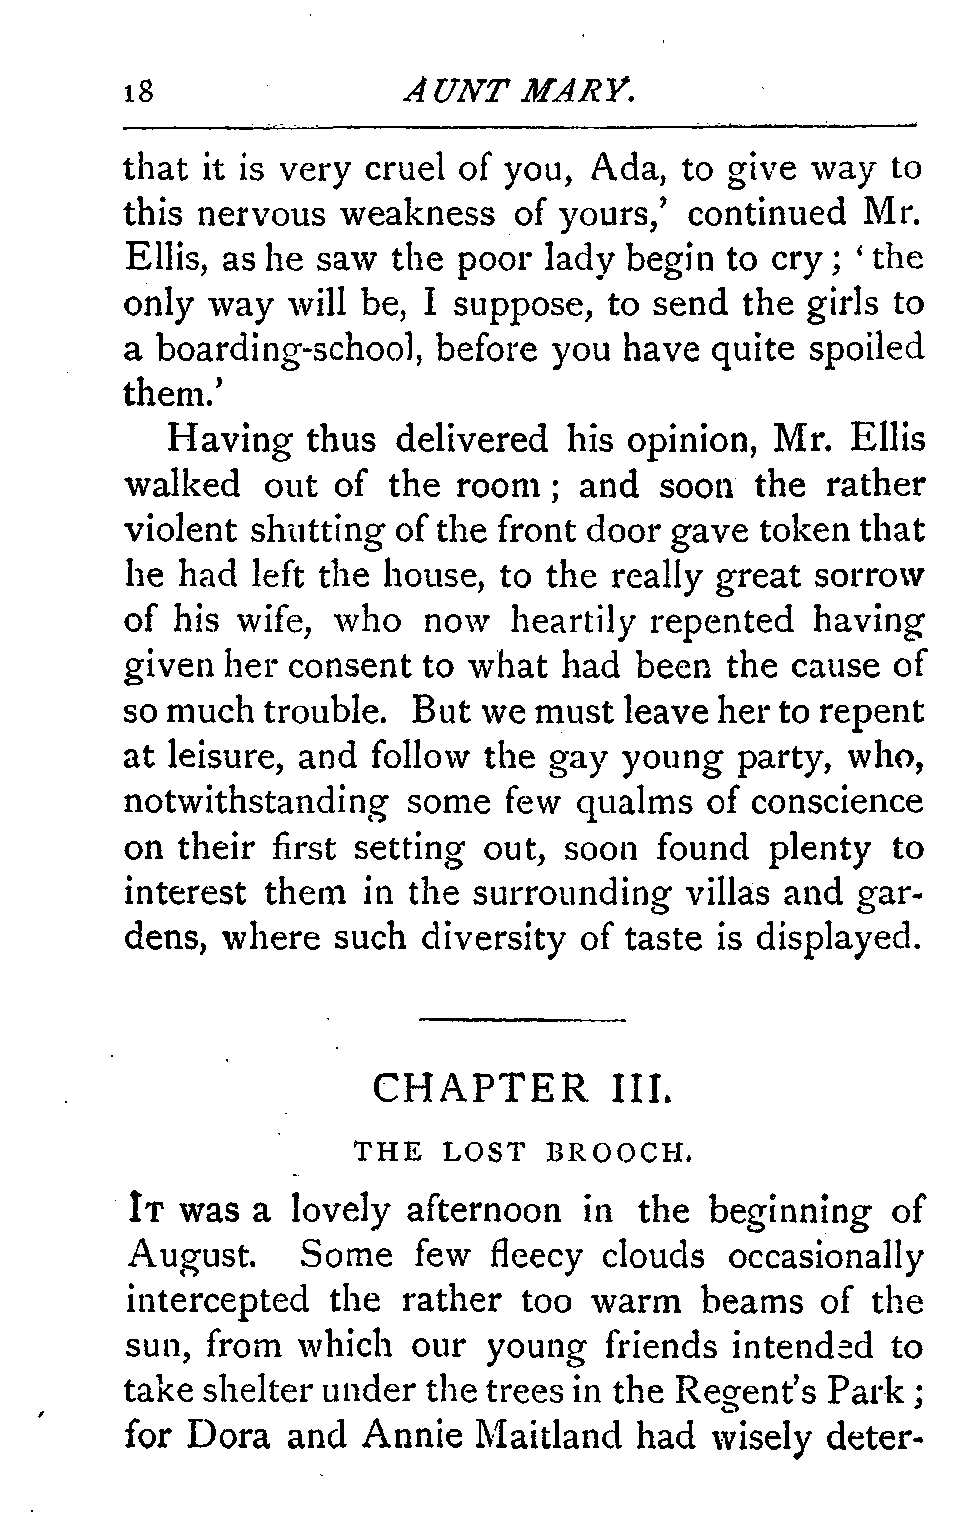 18 AUNT MARY.
that it is very cruel of you, Ada, to give way to
this nervous weakness of yours,' continued Mr.
Ellis, as he saw the poor lady begin to cry; 'the
only way will be, I suppose, to send the girls to
a boarding-school, before you have quite spoiled
them.'
Having thus delivered his opinion, Mr. Ellis
walked out of the room; and soon the rather
violent shutting of the front door gave token that
he had left the house, to the really great sorrow
of his wife, who now heartily repented having
given her consent to what had been the cause of
so much trouble. But we must leave her to repent
at leisure, and follow the gay young party, who,
notwithstanding some few qualms of conscience
on their first setting out, soon found plenty to
interest them in the surrounding villas and gar-
dens, where such diversity of taste is displayed.
CHAPTER III.
THE LOST BROOCH.
IT was a lovely afternoon in the beginning of
August. Some few fleecy clouds occasionally
intercepted the rather too warm beams of the
sun, from which our young friends intended to
take shelter under the trees in the Regent's Park;
for Dora and Annie Maitland had wisely deter-